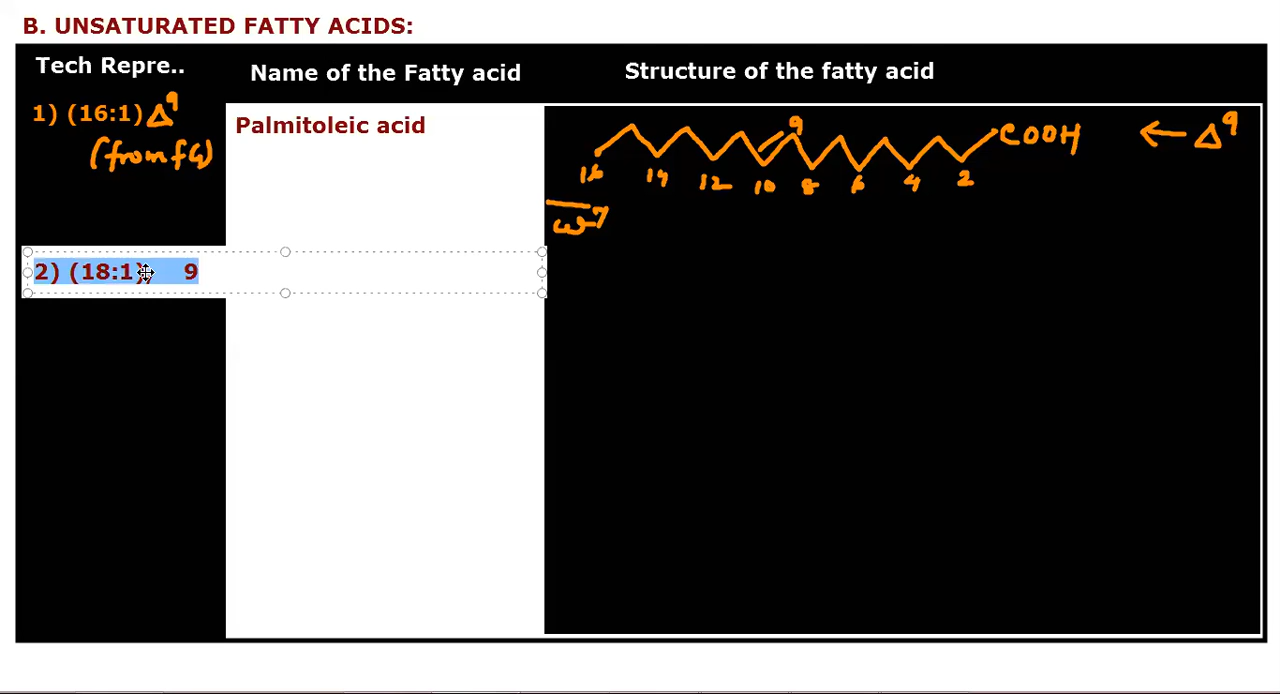 B. UNSATURATED FATTY ACIDS:
Tech Repre.. Name of the Fatty acid Structure of the fatty acid
1) (16:1) Δ9 Palmitoleic acid
(from FG)
9 COOH ← Δ9
16 14 12 10 8 6 4 2
ω-7
2) (18:1), 9